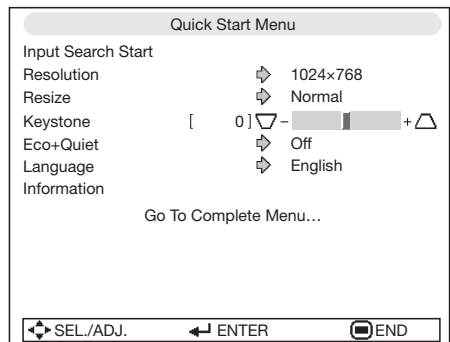 Quick Start Menu
Input Search Start
Resolution 1024×768
Resize Normal
Keystone [ 0 ] – +
Eco+Quiet Off
Language English
Information
Go To Complete Menu…
SEL./ADJ. ENTER END